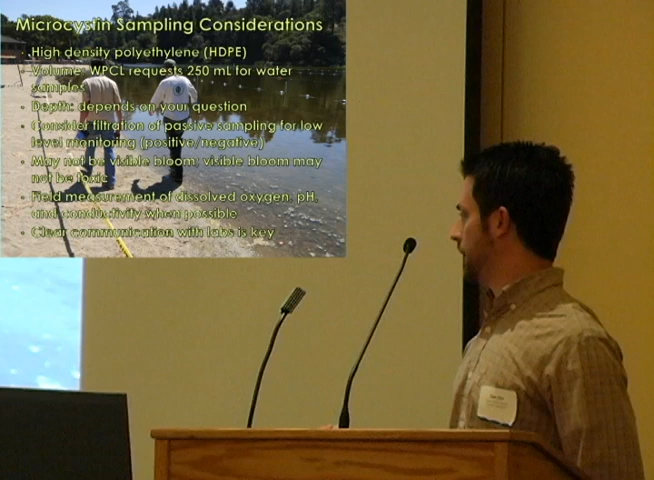 Microcystin Sampling Considerations
• High density polyethylene (HDPE)
• Volume: WPCL requests 250 mL for water
samples
• Depth: depends on your question
• Consider filtration of passive sampling for low
level monitoring (positive/negative)
• May not be visible bloom; visible bloom may
not be toxic
• Field measurement of dissolved oxygen, pH,
and conductivity when possible
• Clear communication with labs is key